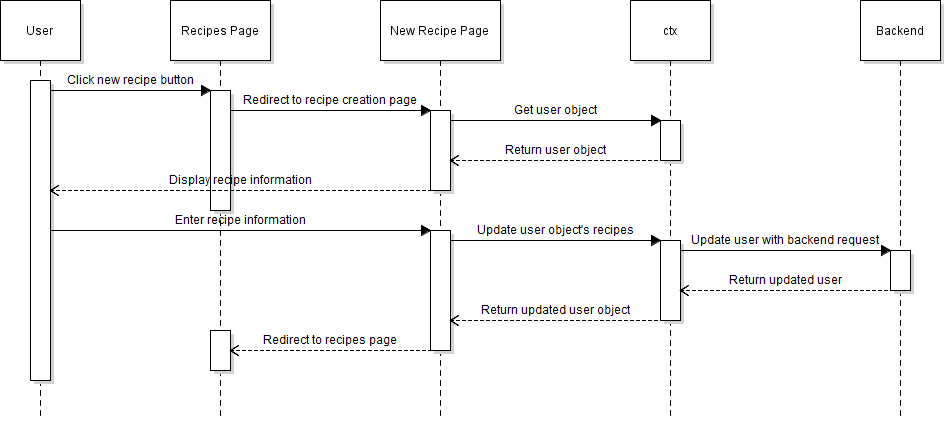 User
Recipes Page
New Recipe Page
ctx
Backend
Click new recipe button
Redirect to recipe creation page
Get user object
Return user object
Display recipe information
Enter recipe information
Update user object's recipes
Update user with backend request
Return updated user
Return updated user object
Redirect to recipes page